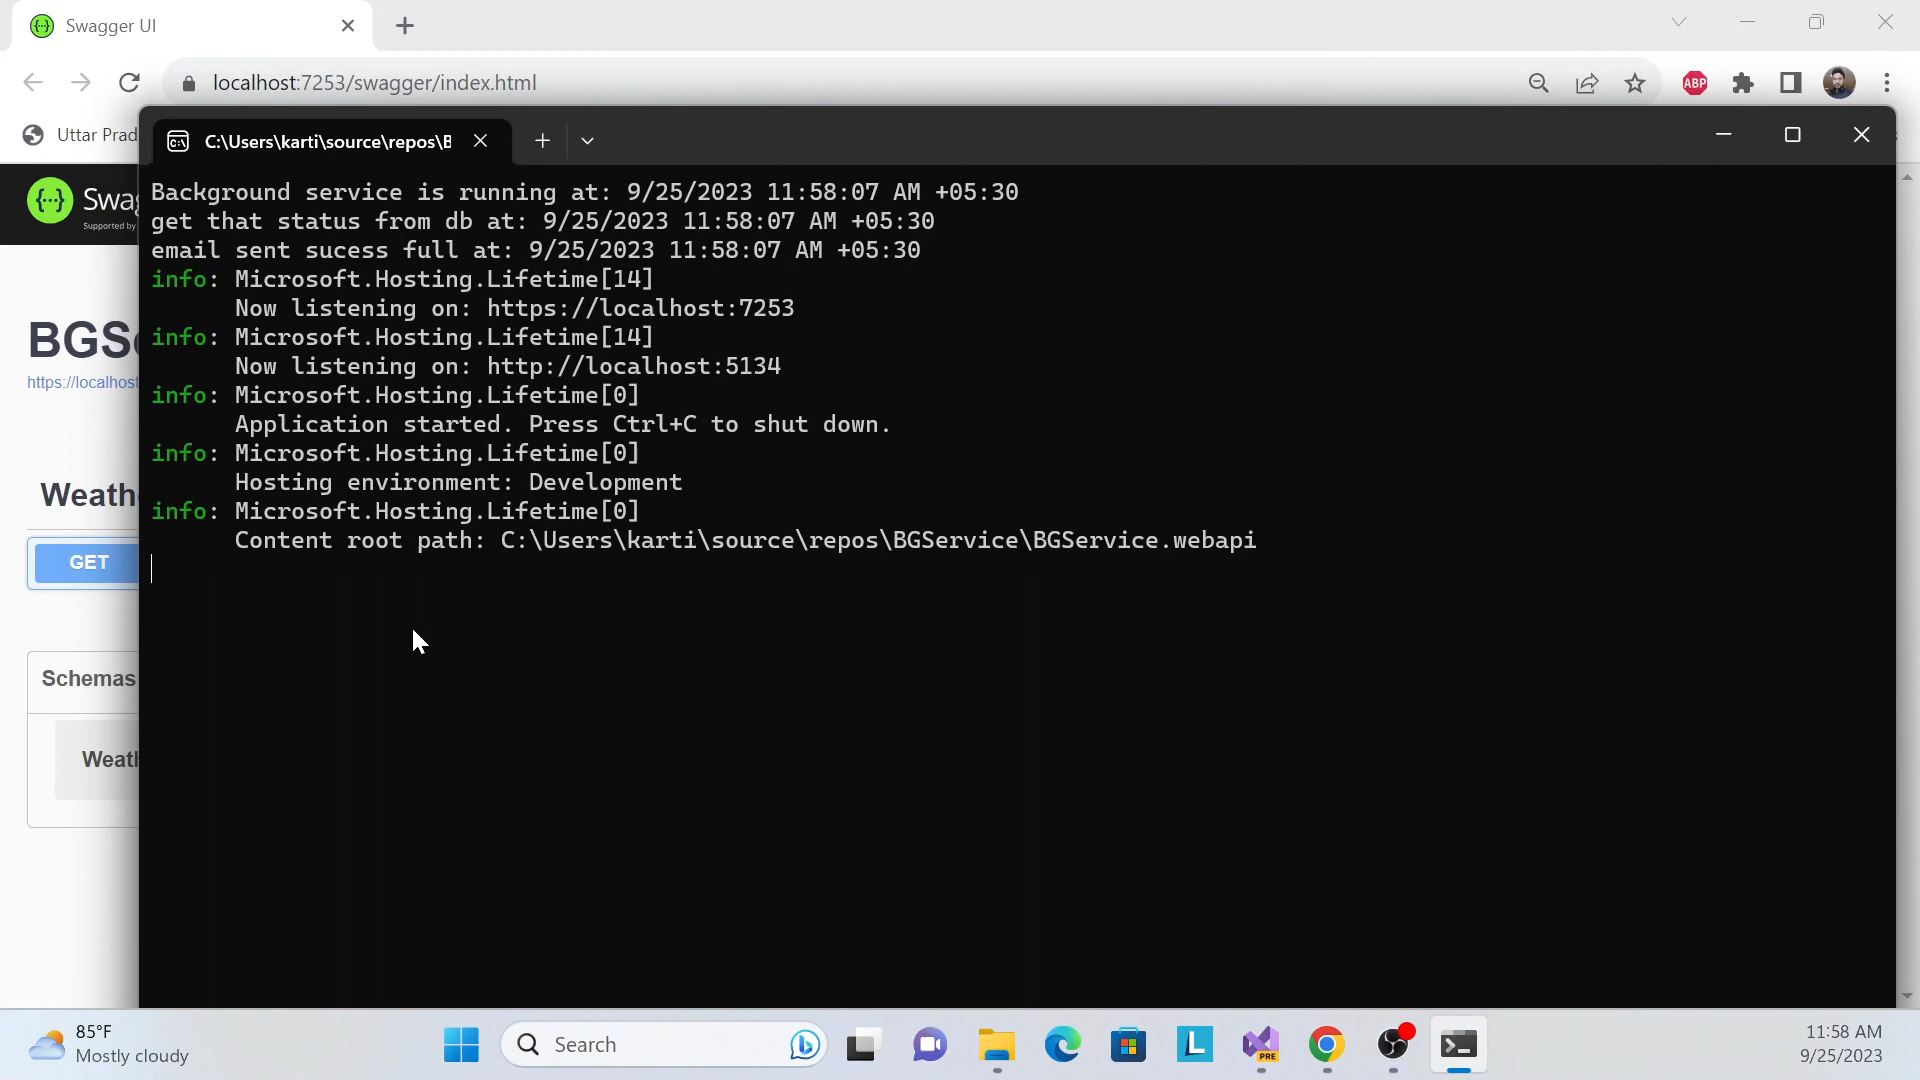 Swagger UI
localhost:7253/swagger/index.html
ABP
Uttar Prad
C:\Users\karti\source\repos\B
Swag
Supported by
Background service is running at: 9/25/2023 11:58:07 AM +05:30
get that status from db at: 9/25/2023 11:58:07 AM +05:30
email sent sucess full at: 9/25/2023 11:58:07 AM +05:30
info: Microsoft.Hosting.Lifetime[14]
Now listening on: https://localhost:7253
info: Microsoft.Hosting.Lifetime[14]
Now listening on: http://localhost:5134
info: Microsoft.Hosting.Lifetime[0]
Application started. Press Ctrl+C to shut down.
info: Microsoft.Hosting.Lifetime[0]
Hosting environment: Development
info: Microsoft.Hosting.Lifetime[0]
Content root path: C:\Users\karti\source\repos\BGService\BGService.webapi
BGSe
https://localhost
Weathe
GET
Schemas
Weath
85°F
Mostly cloudy
Search
L
PRE
11:58 AM
9/25/2023